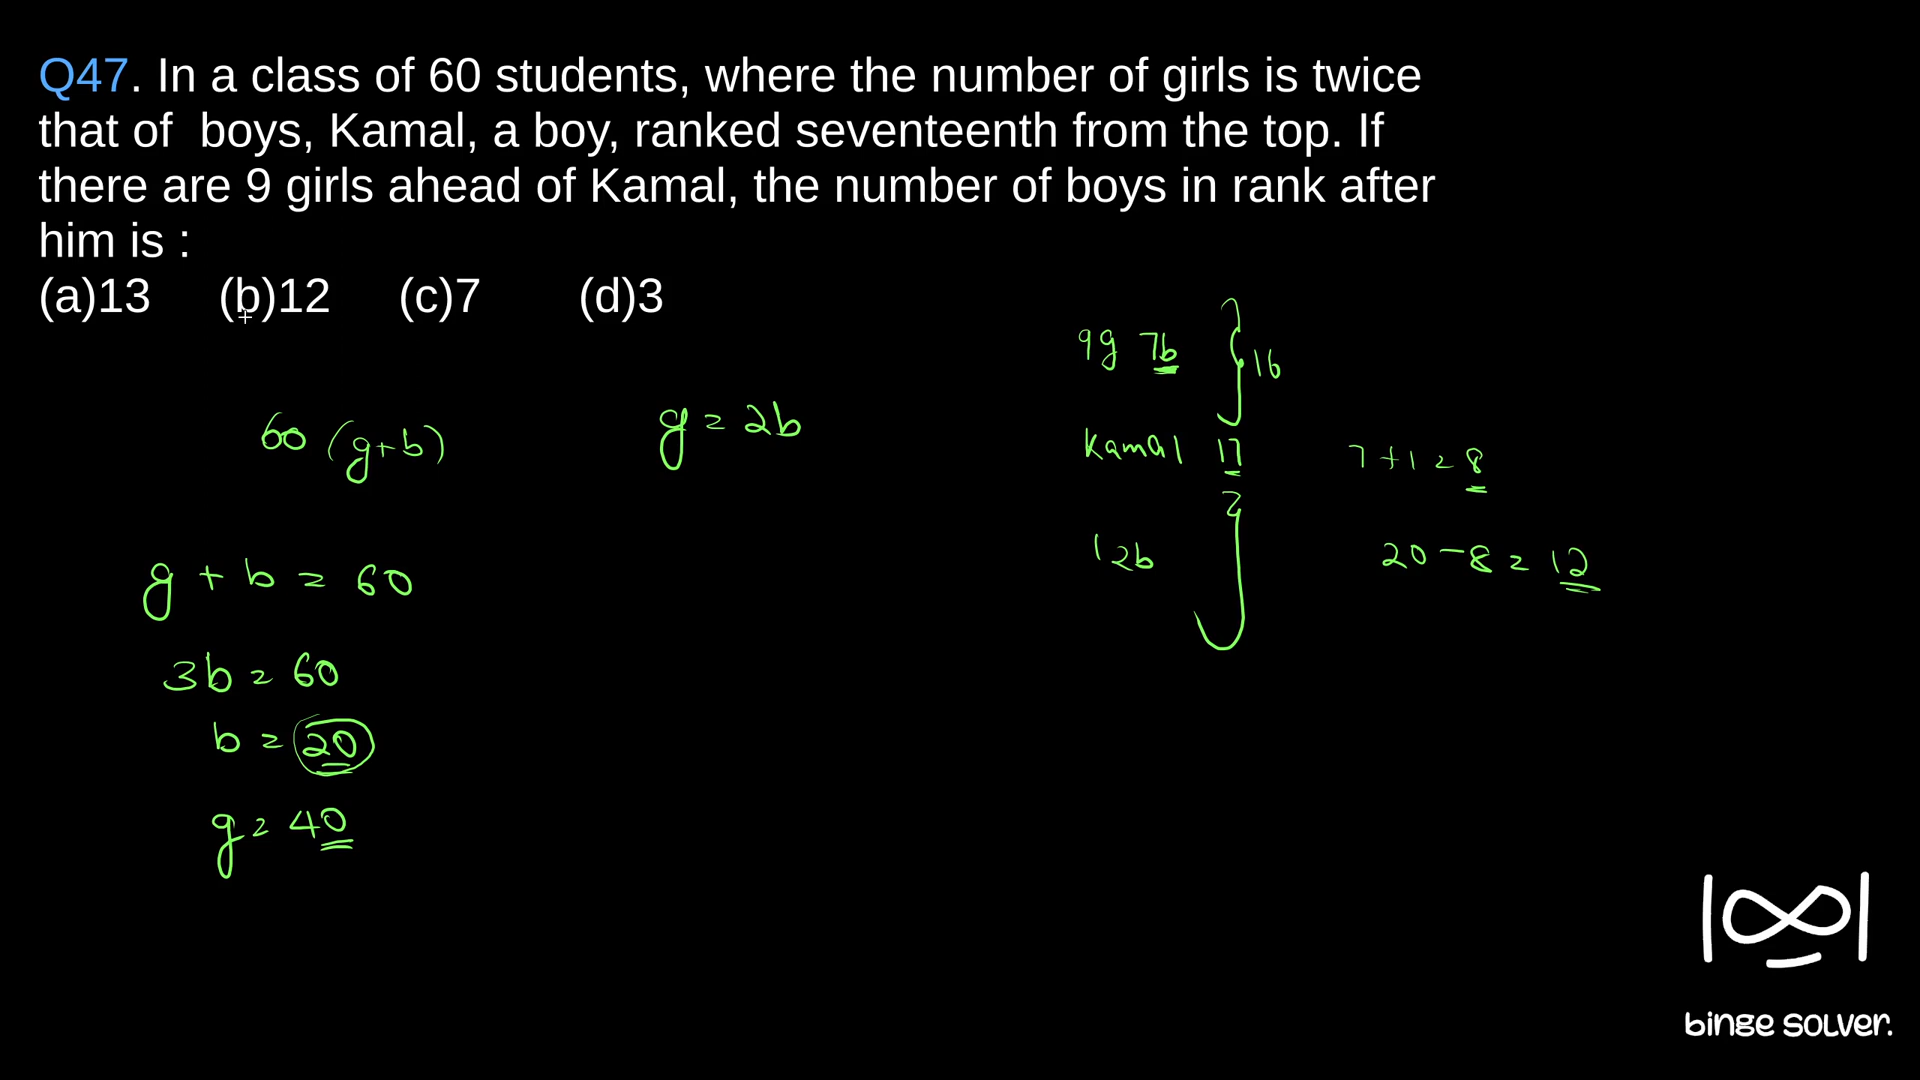 Q47. In a class of 60 students, where the number of girls is twice
that of boys, Kamal, a boy, ranked seventeenth from the top. If
there are 9 girls ahead of Kamal, the number of boys in rank after
him is :
(a)13 (b)12 (c)7 (d)3
60 (g+b)
g = 2b
g + b = 60
3b = 60
b = 20
g = 40
9g 7b } 16
Kamal 17
12b
7 + 1 = 8
20 - 8 = 12
binge solver.